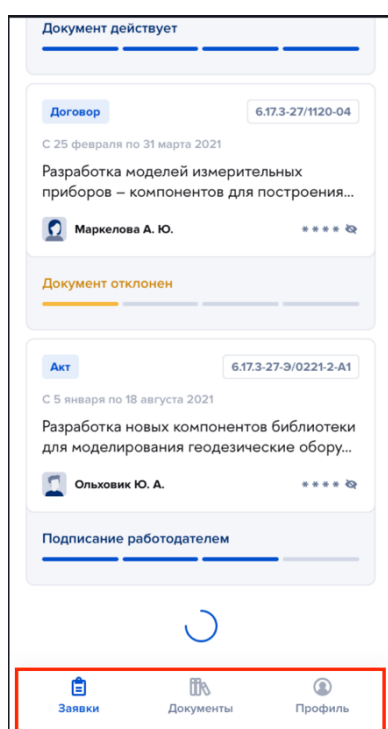 Документ действует
Договор
6.17.3-27/1120-04
С 25 февраля по 31 марта 2021
Разработка моделей измерительных
приборов – компонентов для построения...
Маркелова А. Ю.
****
Документ отклонен
Акт
6.17.3-27-Э/0221-2-А1
С 5 января по 18 августа 2021
Разработка новых компонентов библиотеки
для моделирования геодезические обору...
Ольховик Ю. А.
****
Подписание работодателем
Заявки
Документы
Профиль